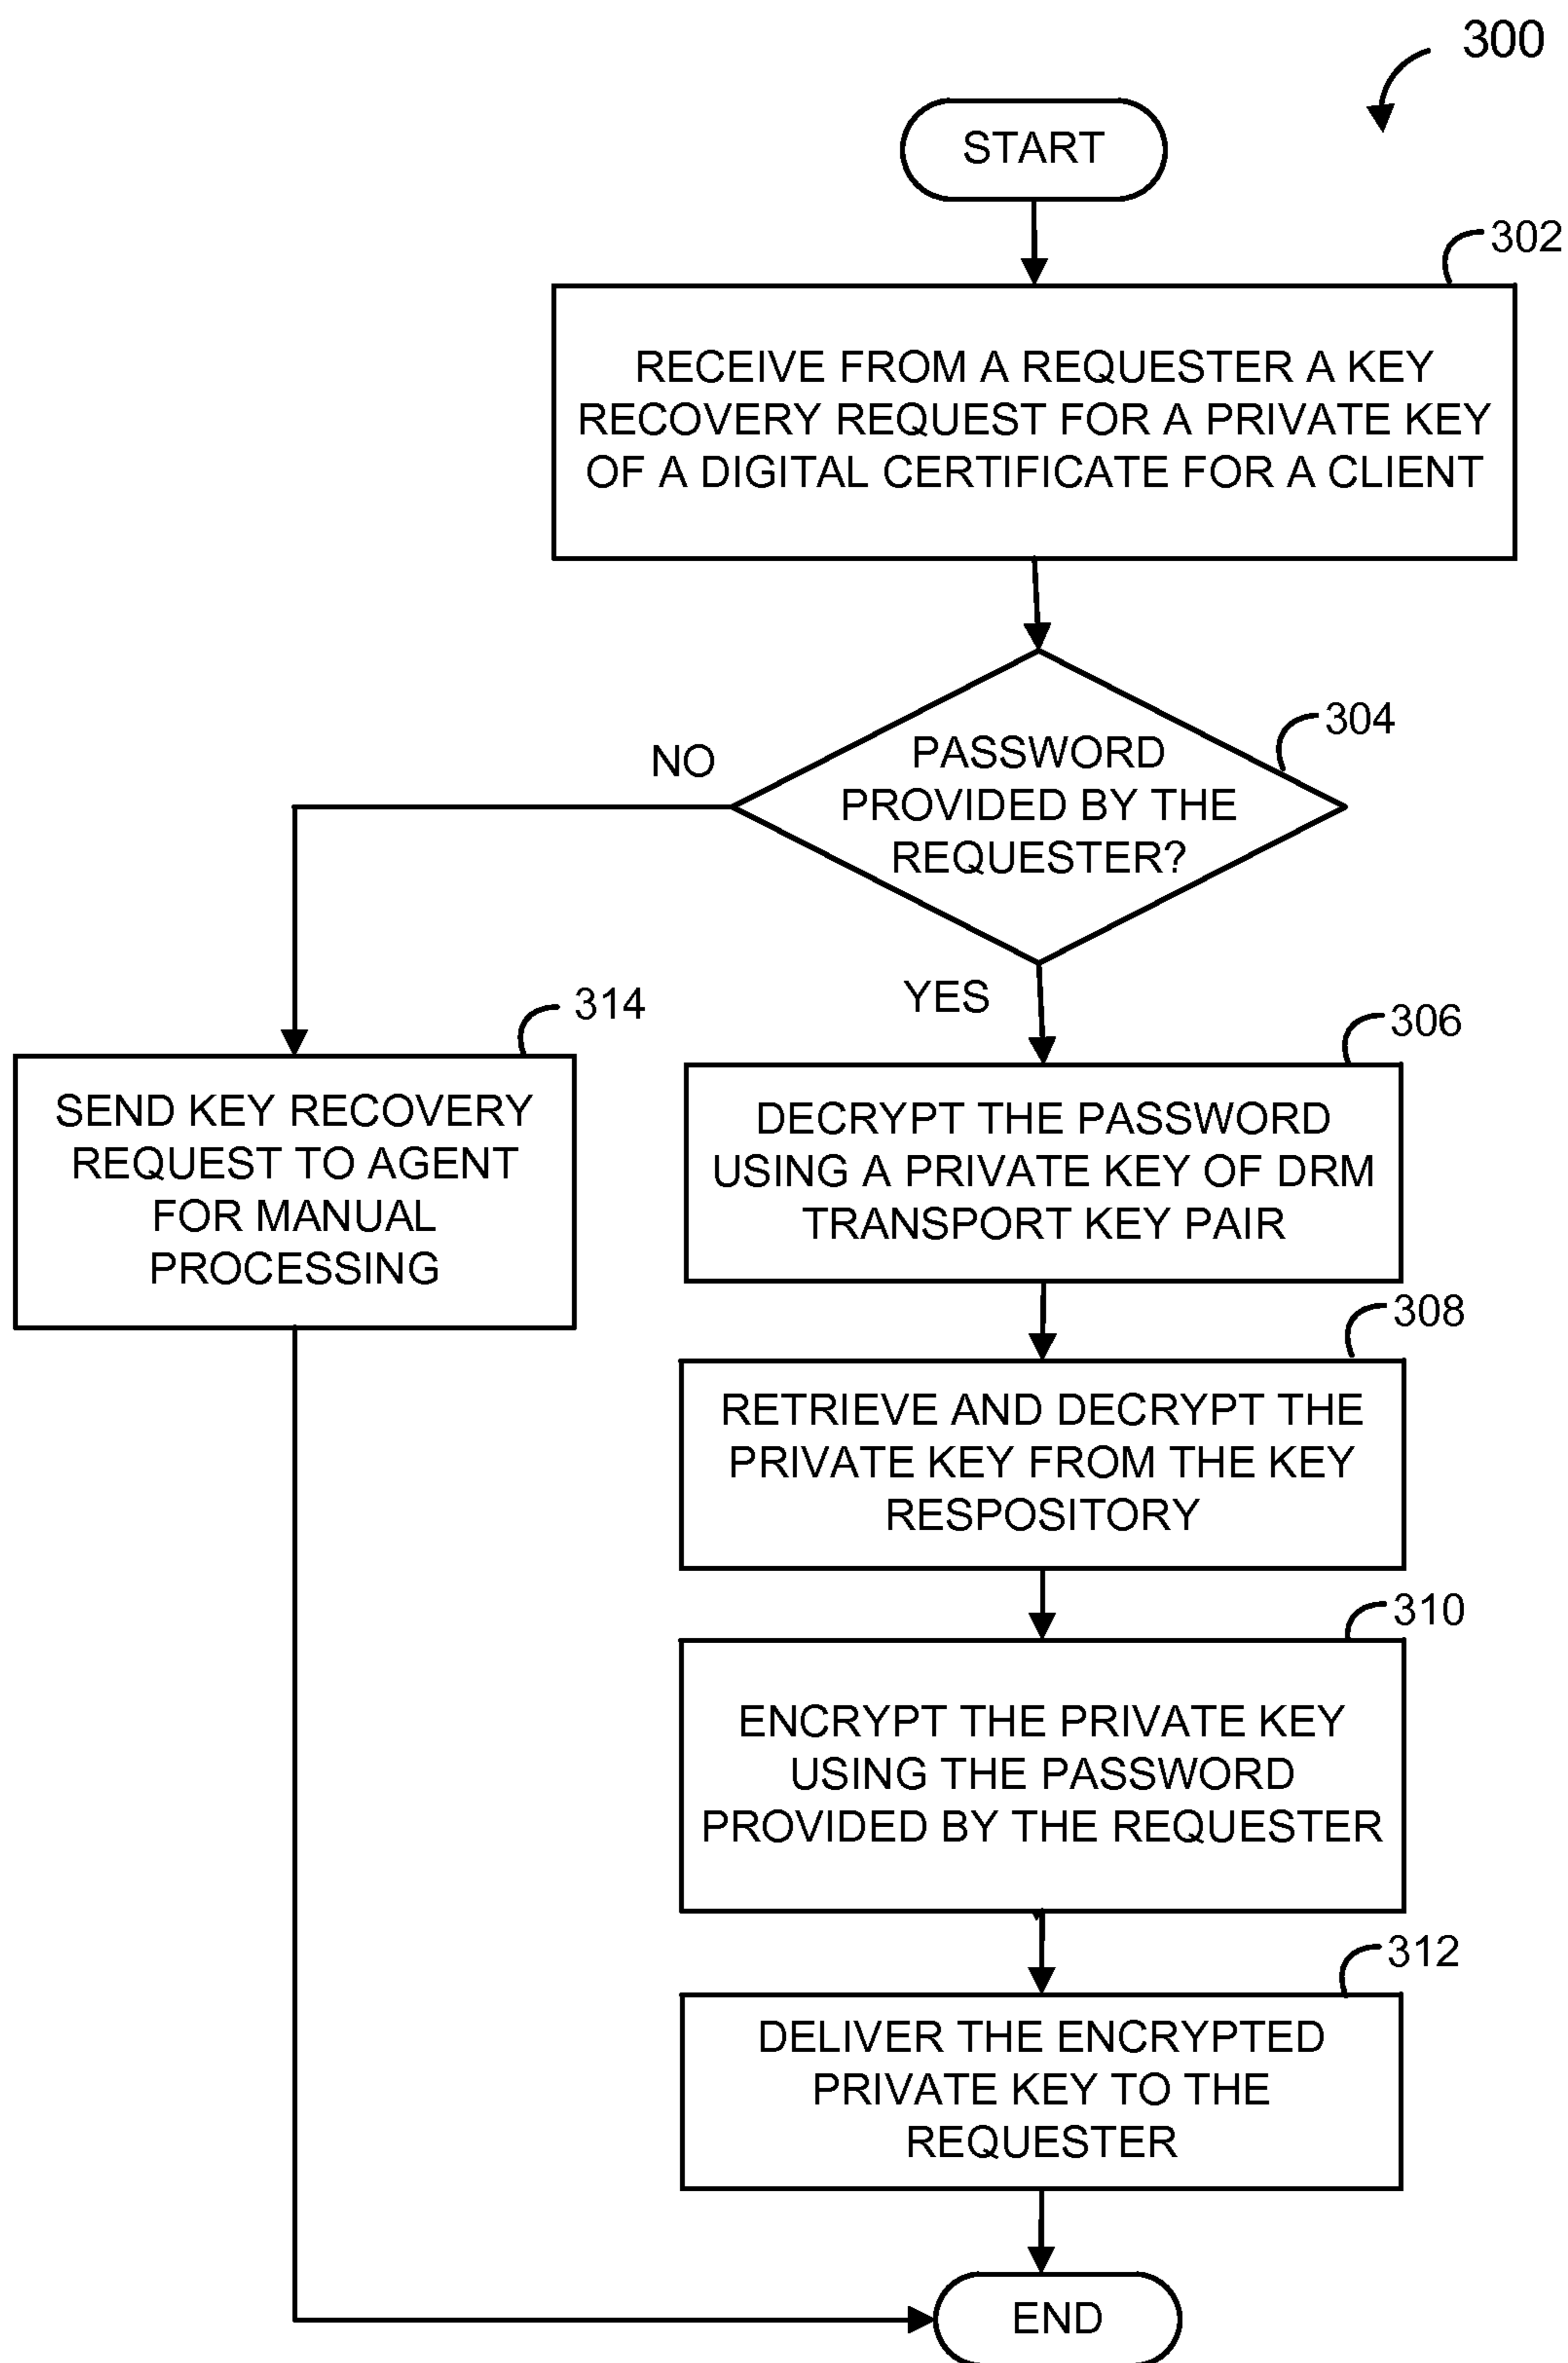 300
START
302
RECEIVE FROM A REQUESTER A KEY
RECOVERY REQUEST FOR A PRIVATE KEY
OF A DIGITAL CERTIFICATE FOR A CLIENT
304
NO
PASSWORD
PROVIDED BY THE
REQUESTER?
YES
314
SEND KEY RECOVERY
REQUEST TO AGENT
FOR MANUAL
PROCESSING
306
DECRYPT THE PASSWORD
USING A PRIVATE KEY OF DRM
TRANSPORT KEY PAIR
308
RETRIEVE AND DECRYPT THE
PRIVATE KEY FROM THE KEY
RESPOSITORY
310
ENCRYPT THE PRIVATE KEY
USING THE PASSWORD
PROVIDED BY THE REQUESTER
312
DELIVER THE ENCRYPTED
PRIVATE KEY TO THE
REQUESTER
END